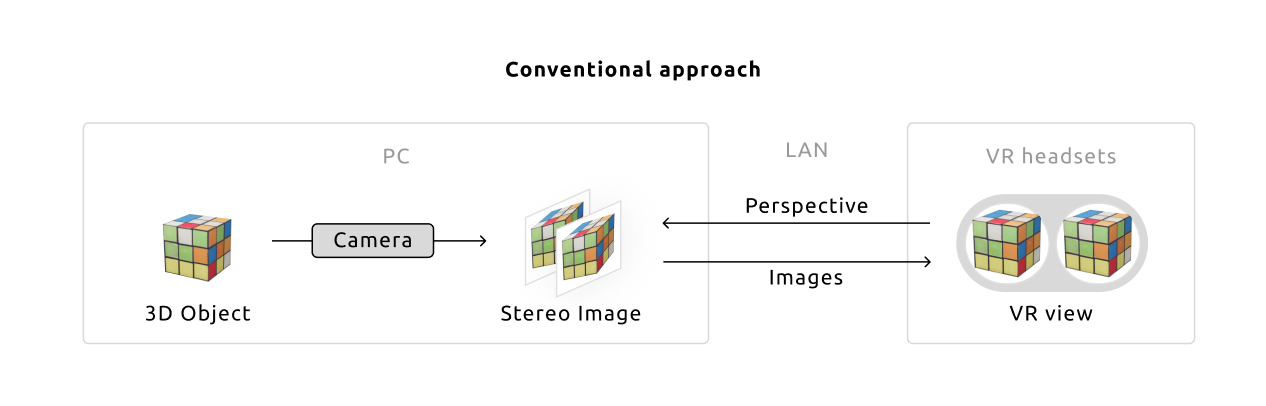 Conventional approach
PC
LAN
VR headsets
Perspective
Camera
Images
3D Object
Stereo Image
VR view